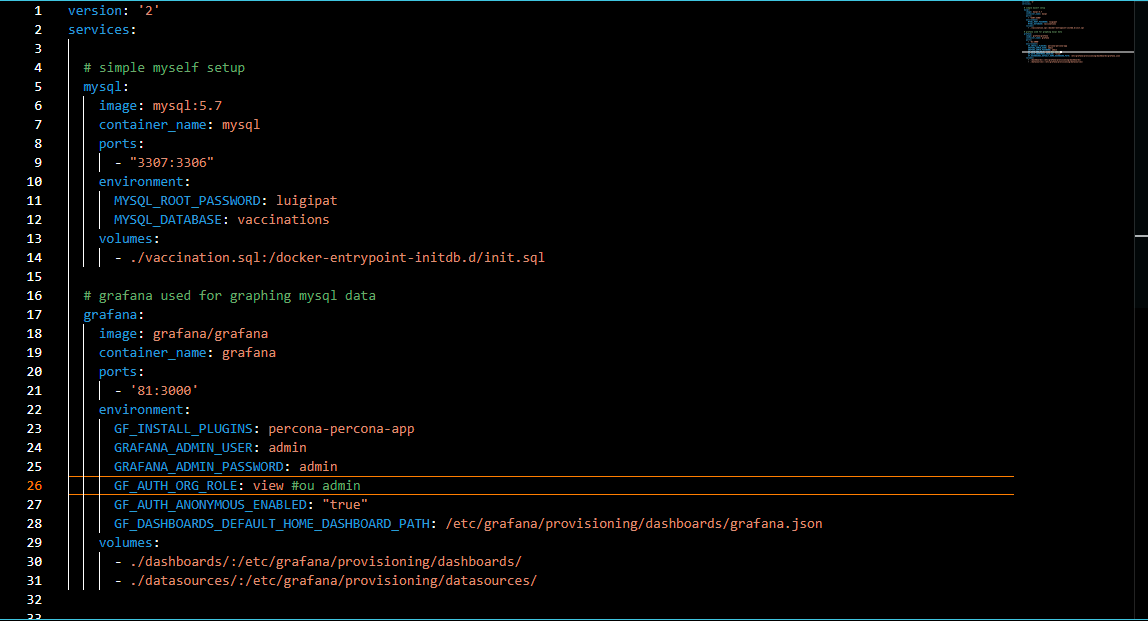 1 version: '2'
2 services:
3
4 # simple myself setup
5 mysql:
6 image: mysql:5.7
7 container_name: mysql
8 ports:
9 - "3307:3306"
10 environment:
11 MYSQL_ROOT_PASSWORD: luigipat
12 MYSQL_DATABASE: vaccinations
13 volumes:
14 - ./vaccination.sql:/docker-entrypoint-initdb.d/init.sql
15
16 # grafana used for graphing mysql data
17 grafana:
18 image: grafana/grafana
19 container_name: grafana
20 ports:
21 - '81:3000'
22 environment:
23 GF_INSTALL_PLUGINS: percona-percona-app
24 GRAFANA_ADMIN_USER: admin
25 GRAFANA_ADMIN_PASSWORD: admin
26 GF_AUTH_ORG_ROLE: view #ou admin
27 GF_AUTH_ANONYMOUS_ENABLED: "true"
28 GF_DASHBOARDS_DEFAULT_HOME_DASHBOARD_PATH: /etc/grafana/provisioning/dashboards/grafana.json
29 volumes:
30 - ./dashboards/:/etc/grafana/provisioning/dashboards/
31 - ./datasources/:/etc/grafana/provisioning/datasources/
32
33